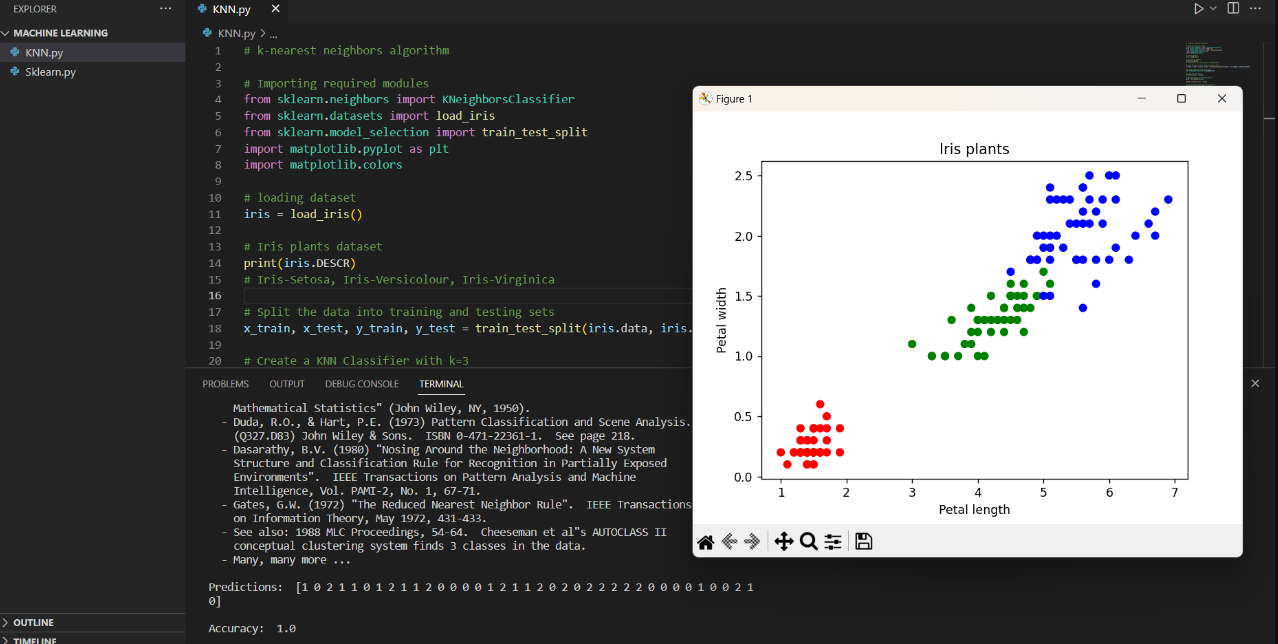 EXPLORER
MACHINE LEARNING
KNN.py
Sklearn.py
OUTLINE
TIMELINE
KNN.py
KNN.py > ...
1 # k-nearest neighbors algorithm
2
3 # Importing required modules
4 from sklearn.neighbors import KNeighborsClassifier
5 from sklearn.datasets import load_iris
6 from sklearn.model_selection import train_test_split
7 import matplotlib.pyplot as plt
8 import matplotlib.colors
9
10 # loading dataset
11 iris = load_iris()
12
13 # Iris plants dataset
14 print(iris.DESCR)
15 # Iris-Setosa, Iris-Versicolour, Iris-Virginica
16
17 # Split the data into training and testing sets
18 x_train, x_test, y_train, y_test = train_test_split(iris.data, iris.
19
20 # Create a KNN Classifier with k=3
PROBLEMS OUTPUT DEBUG CONSOLE TERMINAL
Mathematical Statistics" (John Wiley, NY, 1950).
- Duda, R.O., & Hart, P.E. (1973) Pattern Classification and Scene Analysis.
(Q327.D83) John Wiley & Sons. ISBN 0-471-22361-1. See page 218.
- Dasarathy, B.V. (1980) "Nosing Around the Neighborhood: A New System
Structure and Classification Rule for Recognition in Partially Exposed
Environments". IEEE Transactions on Pattern Analysis and Machine
Intelligence, Vol. PAMI-2, No. 1, 67-71.
- Gates, G.W. (1972) "The Reduced Nearest Neighbor Rule". IEEE Transactions
on Information Theory, May 1972, 431-433.
- See also: 1988 MLC Proceedings, 54-64. Cheeseman et al"s AUTOCLASS II
conceptual clustering system finds 3 classes in the data.
- Many, many more ...
Predictions: [1 0 2 1 1 0 1 2 1 1 2 0 0 0 0 1 2 1 1 2 0 2 0 2 2 2 2 2 0 0 0 0 1 0 0 2 1
0]
Accuracy: 1.0
Figure 1
Iris plants
2.5
2.0
1.5
1.0
0.5
0.0
Petal width
1 2 3 4 5 6 7
Petal length